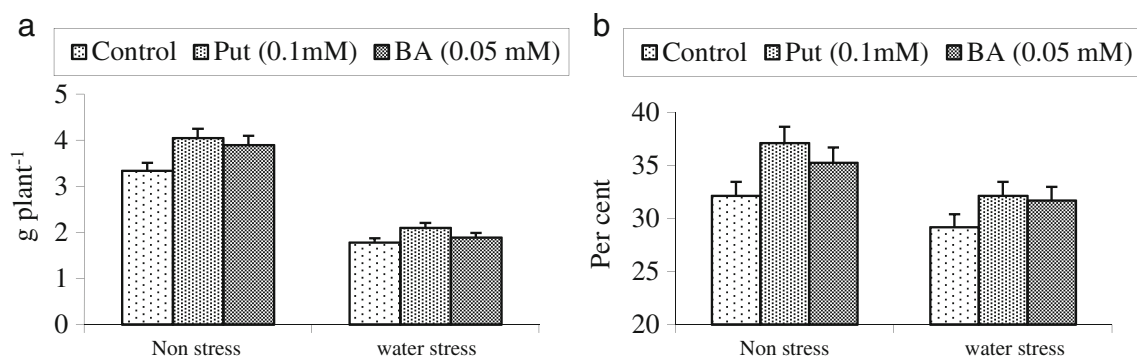 a
Control Put (0.1mM) BA (0.05 mM)
g plant-1
5
4
3
2
1
0
Non stress water stress
b
Control Put (0.1mM) BA (0.05 mM)
Per cent
40
35
30
25
20
Non stress water stress